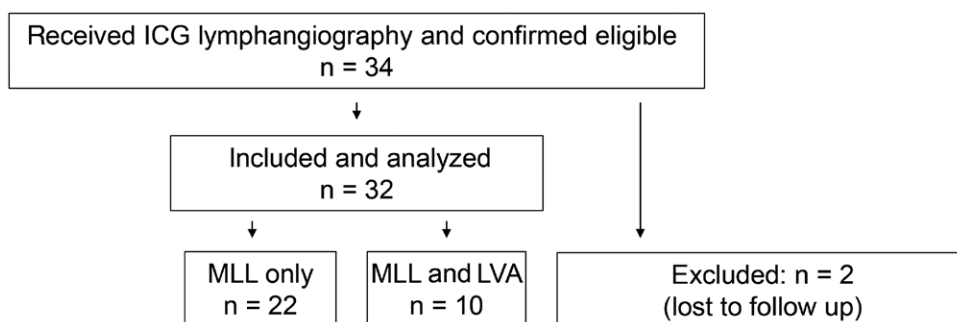 Received ICG lymphangiography and confirmed eligible
n = 34
Included and analyzed
n = 32
MLL only
n = 22
MLL and LVA
n = 10
Excluded: n = 2
(lost to follow up)